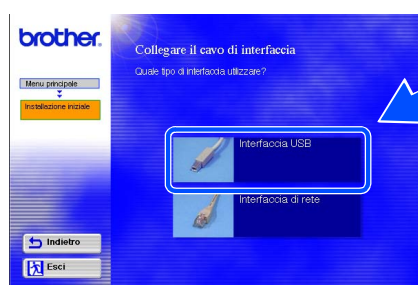 brother.
Collegare il cavo di interfaccia
Quale tipo di interfaccia utilizzare?
Menu principale
Installazione iniziale
Interfaccia USB
Interfaccia di rete
Indietro
Esci